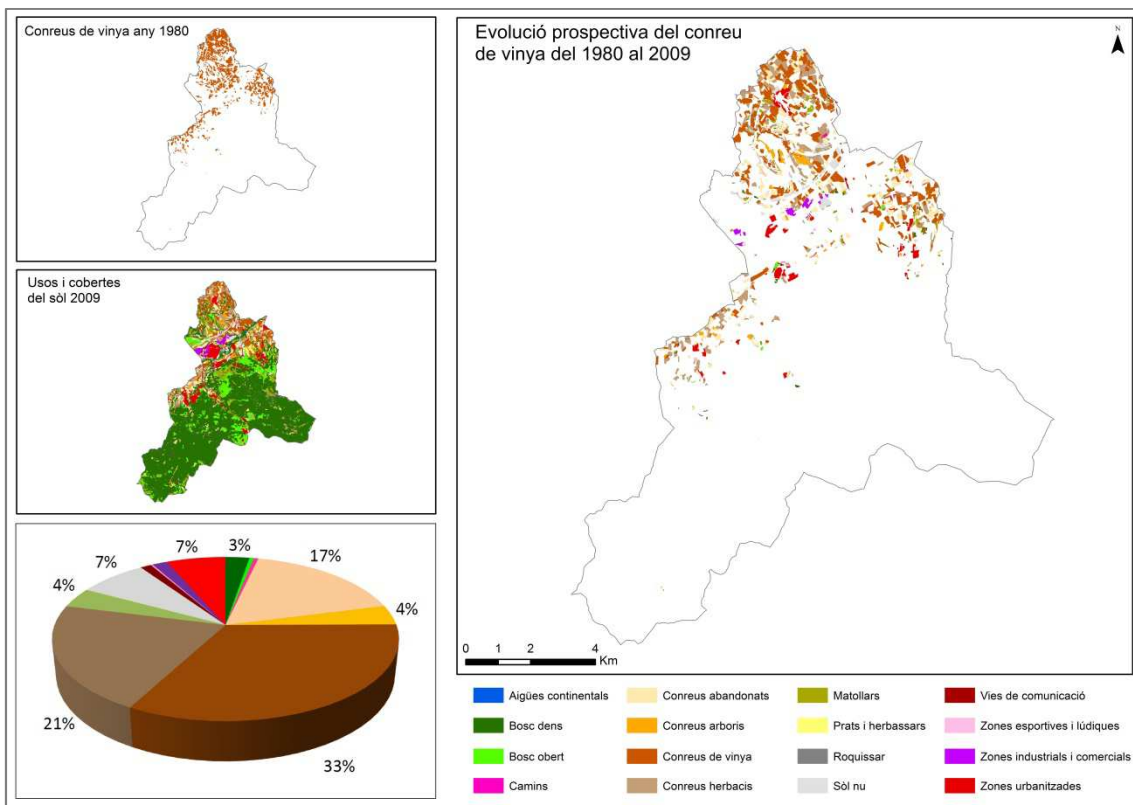 Conreus de vinya any 1980
Usos i cobertes
del sòl 2009
7%
3%
17%
7%
4%
4%
21%
33%
Evolució prospectiva del conreu
de vinya del 1980 al 2009
N
0 1 2 4
Km
Aigües continentals
Bosc dens
Bosc obert
Camins
Conreus abandonats
Conreus arboris
Conreus de vinya
Conreus herbacis
Matollars
Prats i herbassars
Roquissar
Sòl nu
Vies de comunicació
Zones esportives i lúdiques
Zones industrials i comercials
Zones urbanitzades